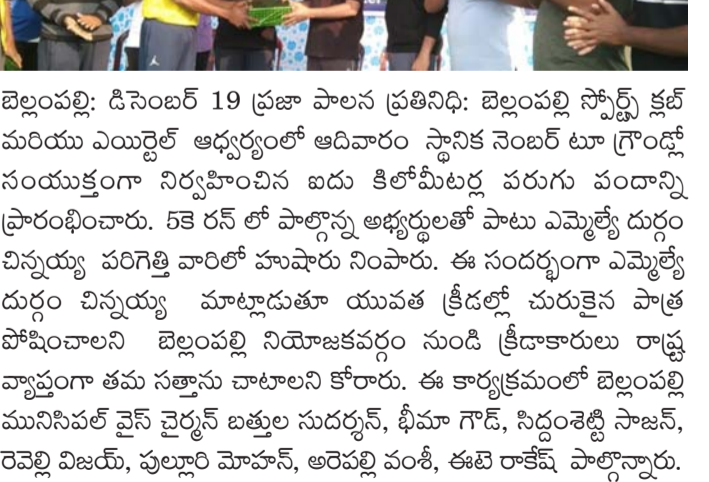 బెల్లంపల్లి: డిసెంబర్ 19 ప్రజా పాలన ప్రతినిధి: బెల్లంపల్లి స్పోర్ట్స్ క్లబ్
మరియు ఎయిర్టెల్ ఆధ్వర్యంలో ఆదివారం స్థానిక నెంబర్ టూ గ్రౌండ్లో
సంయుక్తంగా నిర్వహించిన ఐదు కిలోమీటర్ల పరుగు పందాన్ని
ప్రారంభించారు. 5కె రన్ లో పాల్గొన్న అభ్యర్థులతో పాటు ఎమ్మెల్యే దుర్గం
చిన్నయ్య పరిగెత్తి వారిలో హుషారు నింపారు. ఈ సందర్భంగా ఎమ్మెల్యే
దుర్గం చిన్నయ్య మాట్లాడుతూ యువత క్రీడల్లో చురుకైన పాత్ర
పోషించాలని బెల్లంపల్లి నియోజకవర్గం నుండి క్రీడాకారులు రాష్ట్ర
వ్యాప్తంగా తమ సత్తాను చాటాలని కోరారు. ఈ కార్యక్రమంలో బెల్లంపల్లి
మునిసిపల్ వైస్ చైర్మన్ బత్తుల సుదర్శన్, భీమా గౌడ్, సిద్దంశెట్టి సాజన్,
రెవెల్లి విజయ్, పుల్లూరి మోహన్, అరెపల్లి వంశీ, ఈటె రాకేష్ పాల్గొన్నారు.